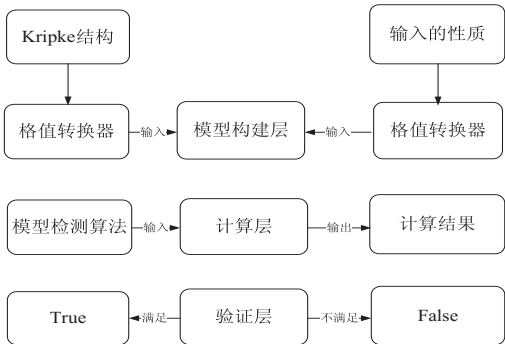 Kripke结构
输入的性质
格值转换器
输入
模型构建层
输入
格值转换器
模型检测算法
输入
计算层
输出
计算结果
True
满足
验证层
不满足
False